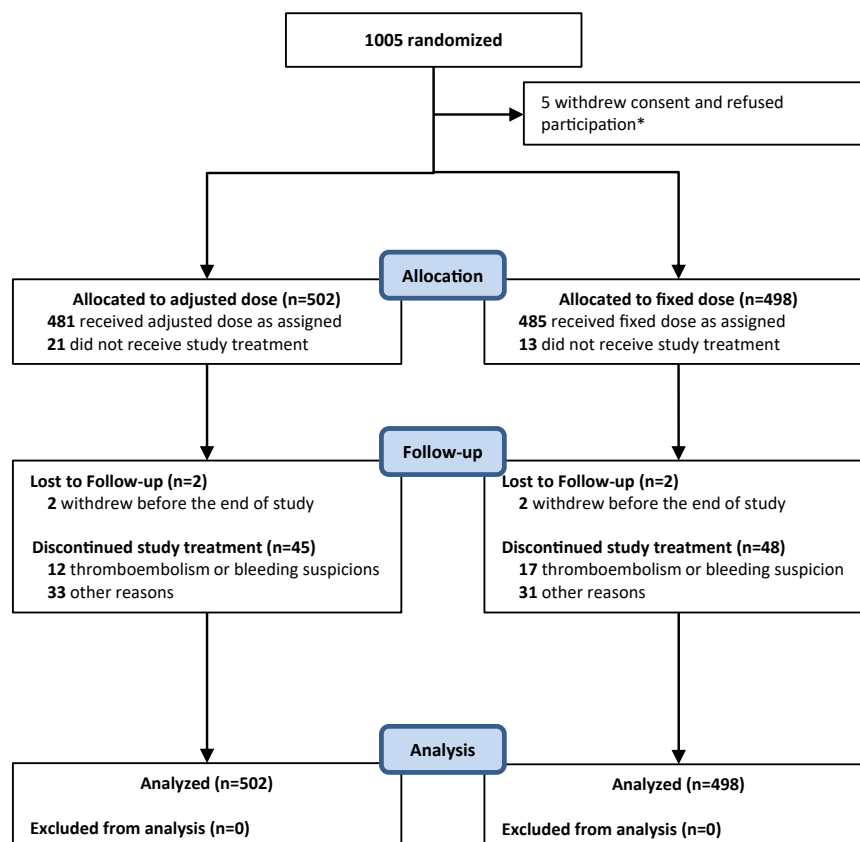 1005 randomized
5 withdrew consent and refused
participation*
Allocation
Allocated to adjusted dose (n=502)
481 received adjusted dose as assigned
21 did not receive study treatment
Allocated to fixed dose (n=498)
485 received fixed dose as assigned
13 did not receive study treatment
Follow-up
Lost to Follow-up (n=2)
2 withdrew before the end of study
Discontinued study treatment (n=45)
12 thromboembolism or bleeding suspicions
33 other reasons
Lost to Follow-up (n=2)
2 withdrew before the end of study
Discontinued study treatment (n=48)
17 thromboembolism or bleeding suspicion
31 other reasons
Analysis
Analyzed (n=502)
Excluded from analysis (n=0)
Analyzed (n=498)
Excluded from analysis (n=0)